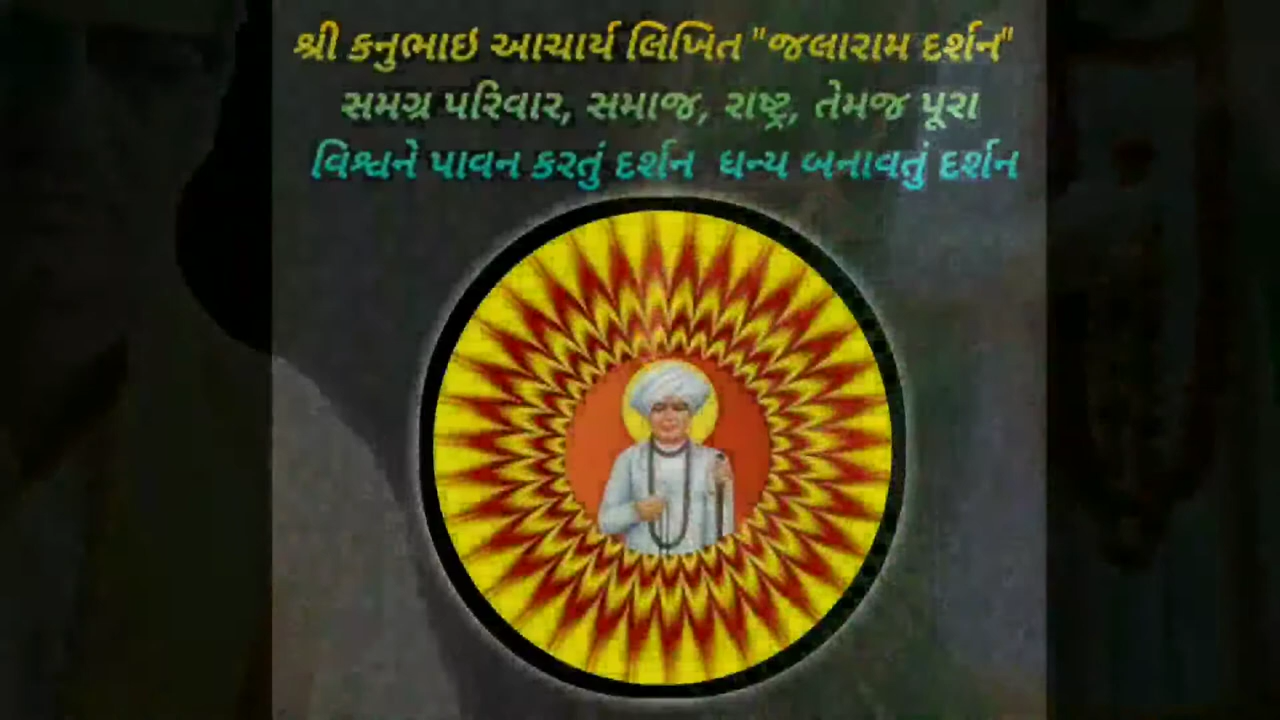 શ્રી કનુભાઇ આચાર્ય લિખિત "જલારામ દર્શન"
સમગ્ર પરિવાર, સમાજ, રાષ્ટ્ર, તેમજ પૂરા
વિશ્વને પાવન કરતું દર્શન ધન્ય બનાવતું દર્શન